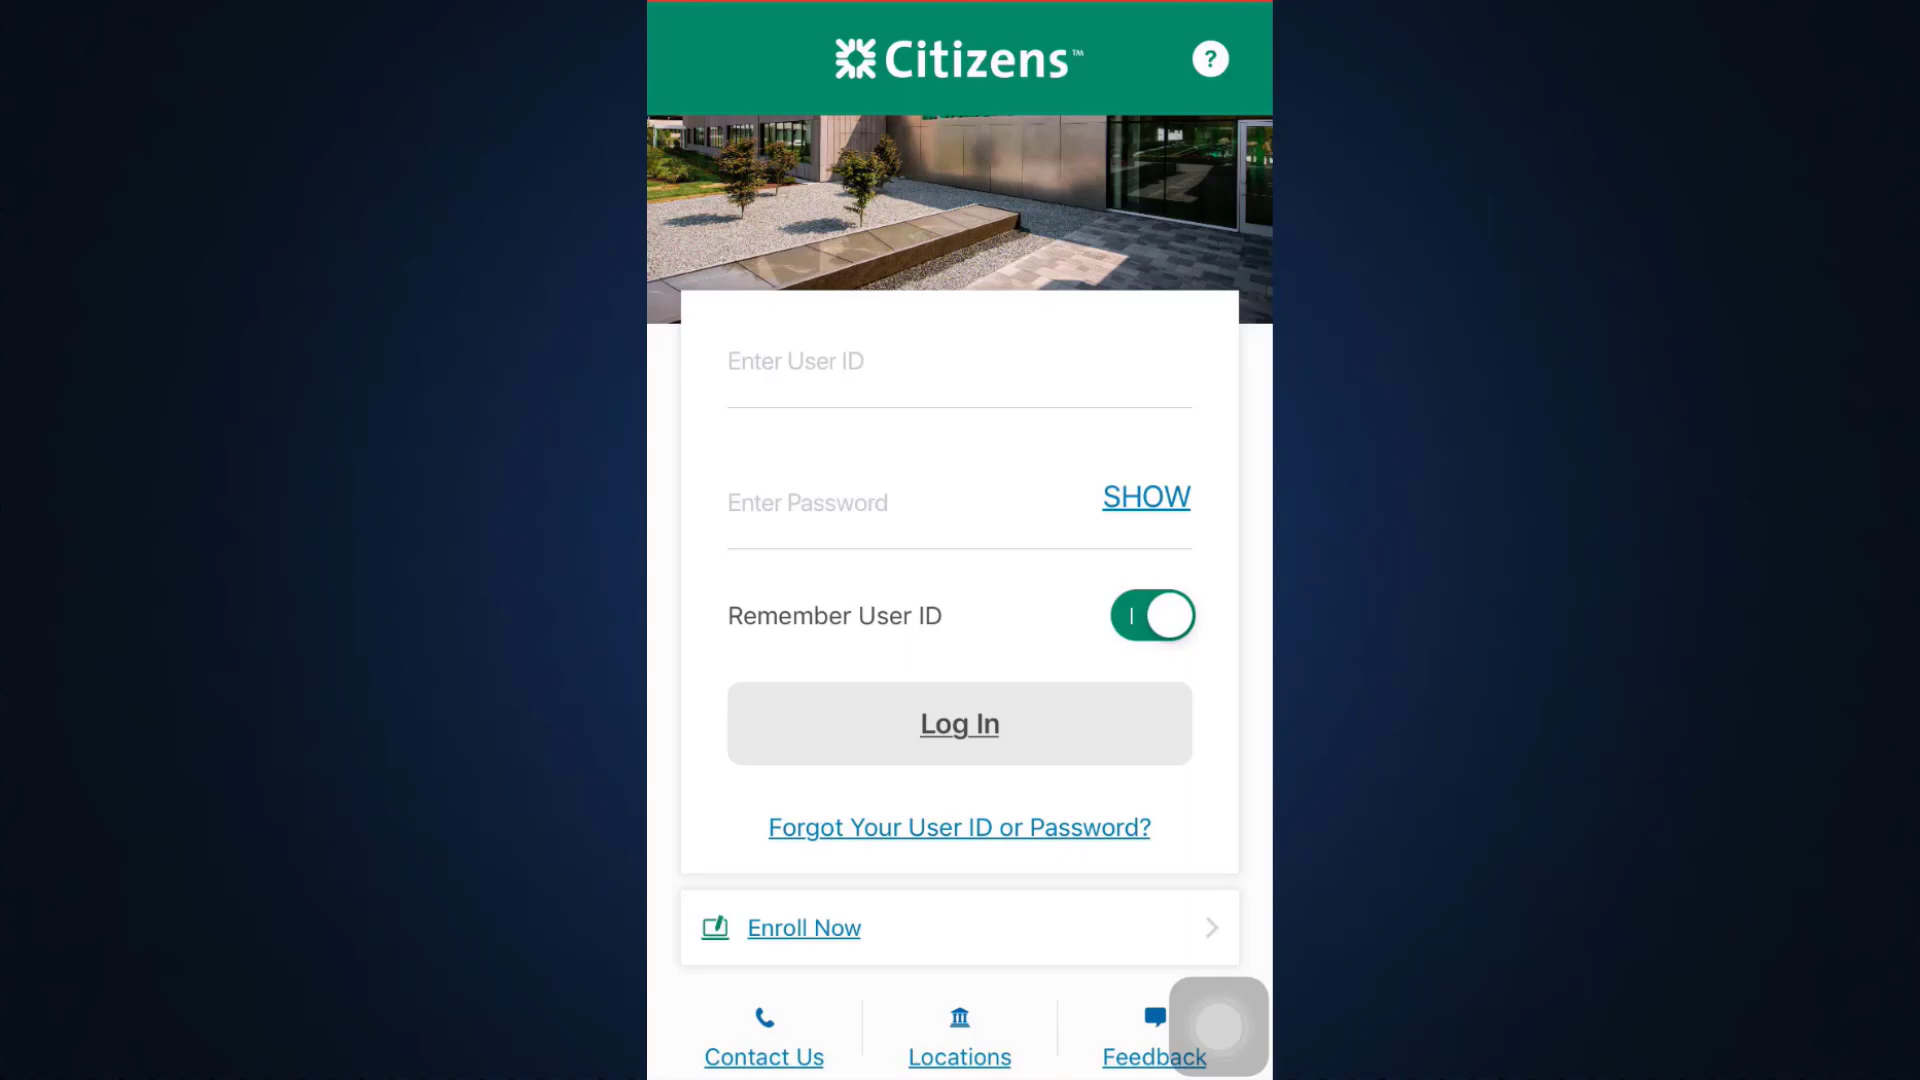 Citizens™
?
Enter User ID
Enter Password
SHOW
Remember User ID
Log In
Forgot Your User ID or Password?
Enroll Now
Contact Us
Locations
Feedback